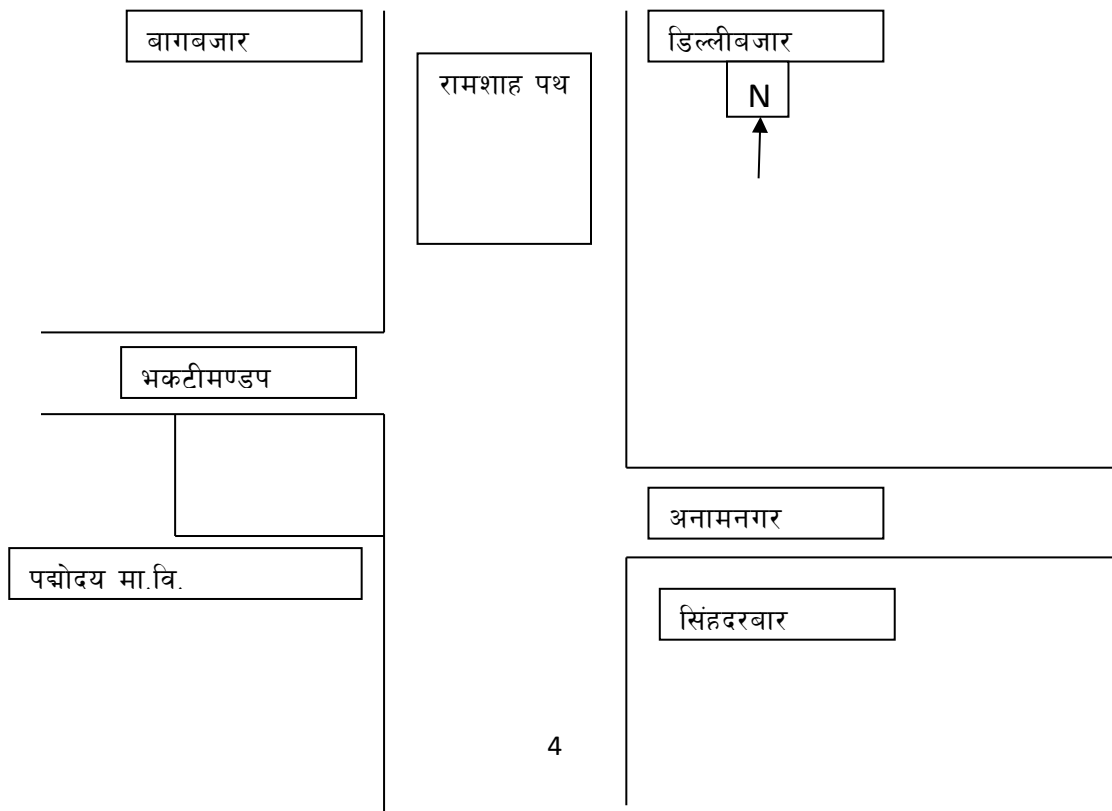 बागबजार
डिल्लीबजार
रामशाह पथ
N
भकटीमण्डप
अनामनगर
पद्मोदय मा.वि.
सिंहदरबार
4